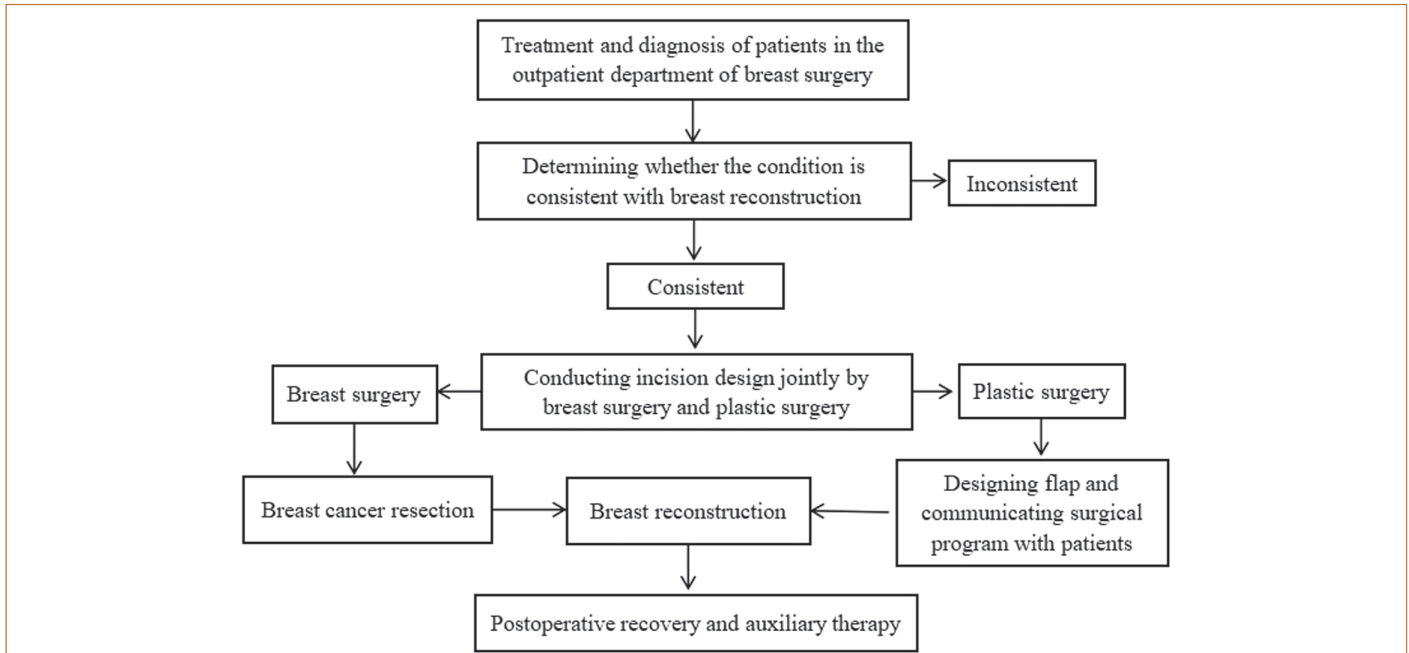 Treatment and diagnosis of patients in the
outpatient department of breast surgery
Determining whether the condition is
consistent with breast reconstruction
Inconsistent
Consistent
Breast surgery
Conducting incision design jointly by
breast surgery and plastic surgery
Plastic surgery
Breast cancer resection
Breast reconstruction
Designing flap and
communicating surgical
program with patients
Postoperative recovery and auxiliary therapy